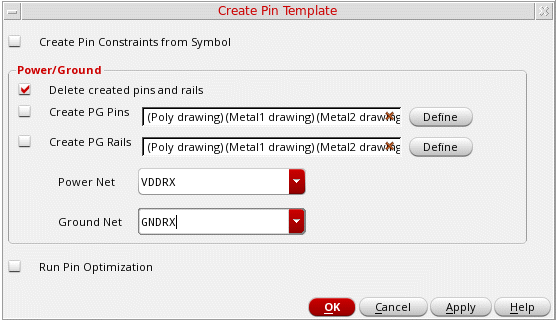 Create Pin Template
Create Pin Constraints from Symbol
Power/Ground
Delete created pins and rails
Create PG Pins (Poly drawing)(Metal1 drawing)(Metal2 drawing Define
Create PG Rails (Poly drawing)(Metal1 drawing)(Metal2 drawing Define
Power Net VDDRX
Ground Net GNDRX
Run Pin Optimization
OK Cancel Apply Help